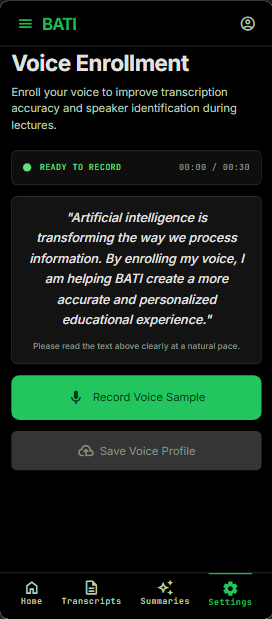 BATI
Voice Enrollment
Enroll your voice to improve transcription
accuracy and speaker identification during
lectures.
READY TO RECORD 00:00 / 00:30
"Artificial intelligence is
transforming the way we process
information. By enrolling my voice, I
am helping BATI create a more
accurate and personalized
educational experience."
Please read the text above clearly at a natural pace.
Record Voice Sample
Save Voice Profile
Home Transcripts Summaries Settings